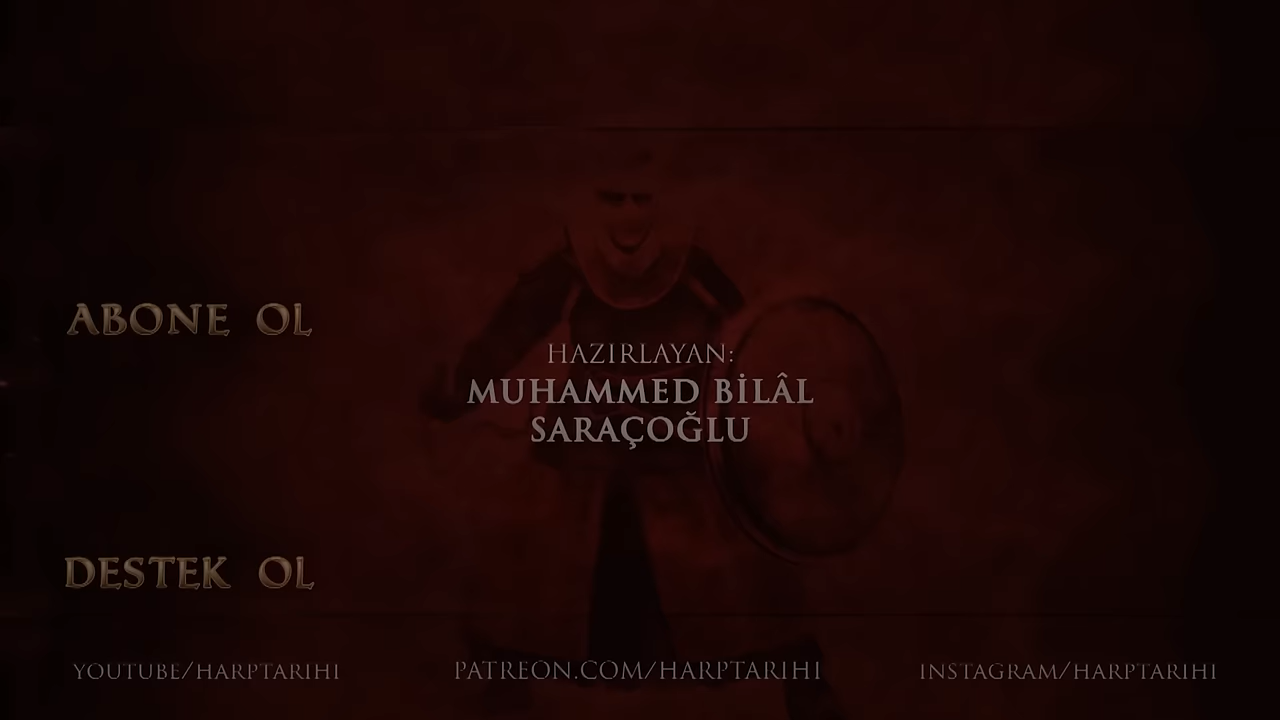 ABONE OL
HAZIRLAYAN:
MUHAMMED BİLÂL
SARAÇOĞLU
DESTEK OL
YOUTUBE/HARPTARIHI
PATREON.COM/HARPTARIHI
INSTAGRAM/HARPTARIHI